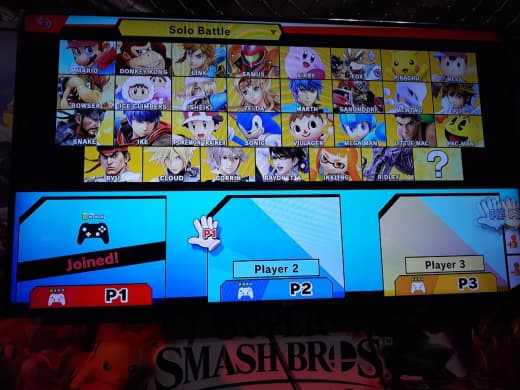 Solo Battle
MARIO DONKEY KONG LINK SAMUS KIRBY FOX PIKACHU NESS
BOWSER ICE CLIMBERS SHEIK ZELDA MARTH GANONDORF MEWTWO
SNAKE IKE POKÉMON TRAINER SONIC VILLAGER MEGA MAN LITTLE MAC PAC-MAN
RYU CLOUD CORRIN BAYONETTA INKLING RIDLEY ?
Joined!
P1
Player 2
Player 3
P1
P2
P3
SMASH BROS.